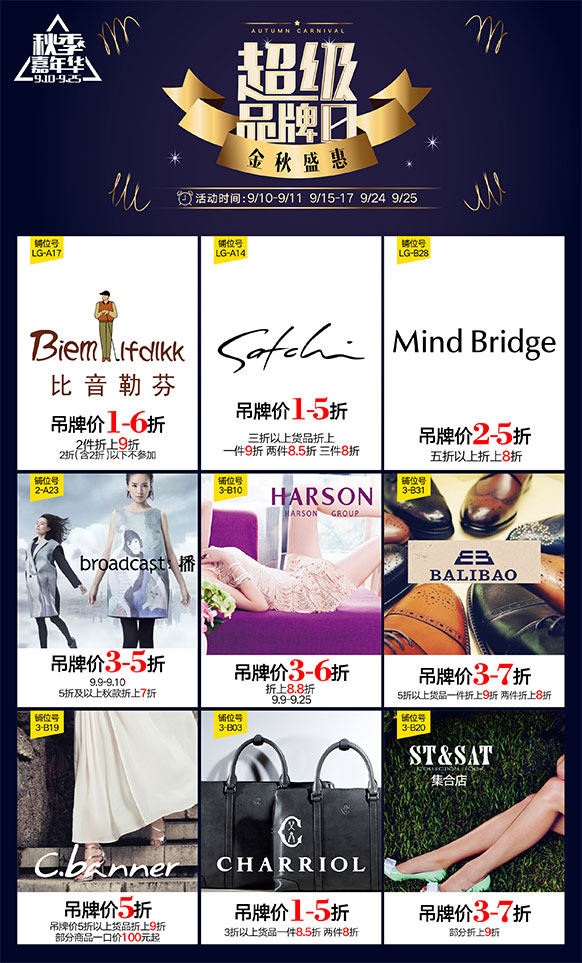 秋季
嘉年华
9.10-9.25
AUTUMN CARNIVAL
超级
品牌日
金秋盛惠
活动时间:9/10-9/11 9/15-17 9/24 9/25
铺位号
LG-A17
Biem.lfdlkk
比音勒芬
吊牌价1-6折
2件折上9折
2折(含2折)以下不参加
铺位号
LG-A14
Satchi
吊牌价1-5折
三折以上货品折上
一件9折 两件8.5折 三件8折
铺位号
LG-B28
Mind Bridge
吊牌价2-5折
五折以上折上8折
铺位号
2-A23
broadcast:播
吊牌价3-5折
9.9-9.10
5折及以上秋款折上7折
铺位号
3-B10
HARSON
HARSON GROUP
吊牌价3-6折
折上8.8折
9.9-9.25
铺位号
3-B31
BALIBAO
吊牌价3-7折
5折以上货品一件折上9折 两件折上8折
铺位号
3-B19
C.banner
吊牌价5折
吊牌价5折以上货品折上9折
部分商品一口价100元起
铺位号
3-B03
CHARRIOL
吊牌价1-5折
3折以上货品一件8.5折 两件8折
铺位号
3-B20
ST&SAT
集合店
吊牌价3-7折
部分折上9折